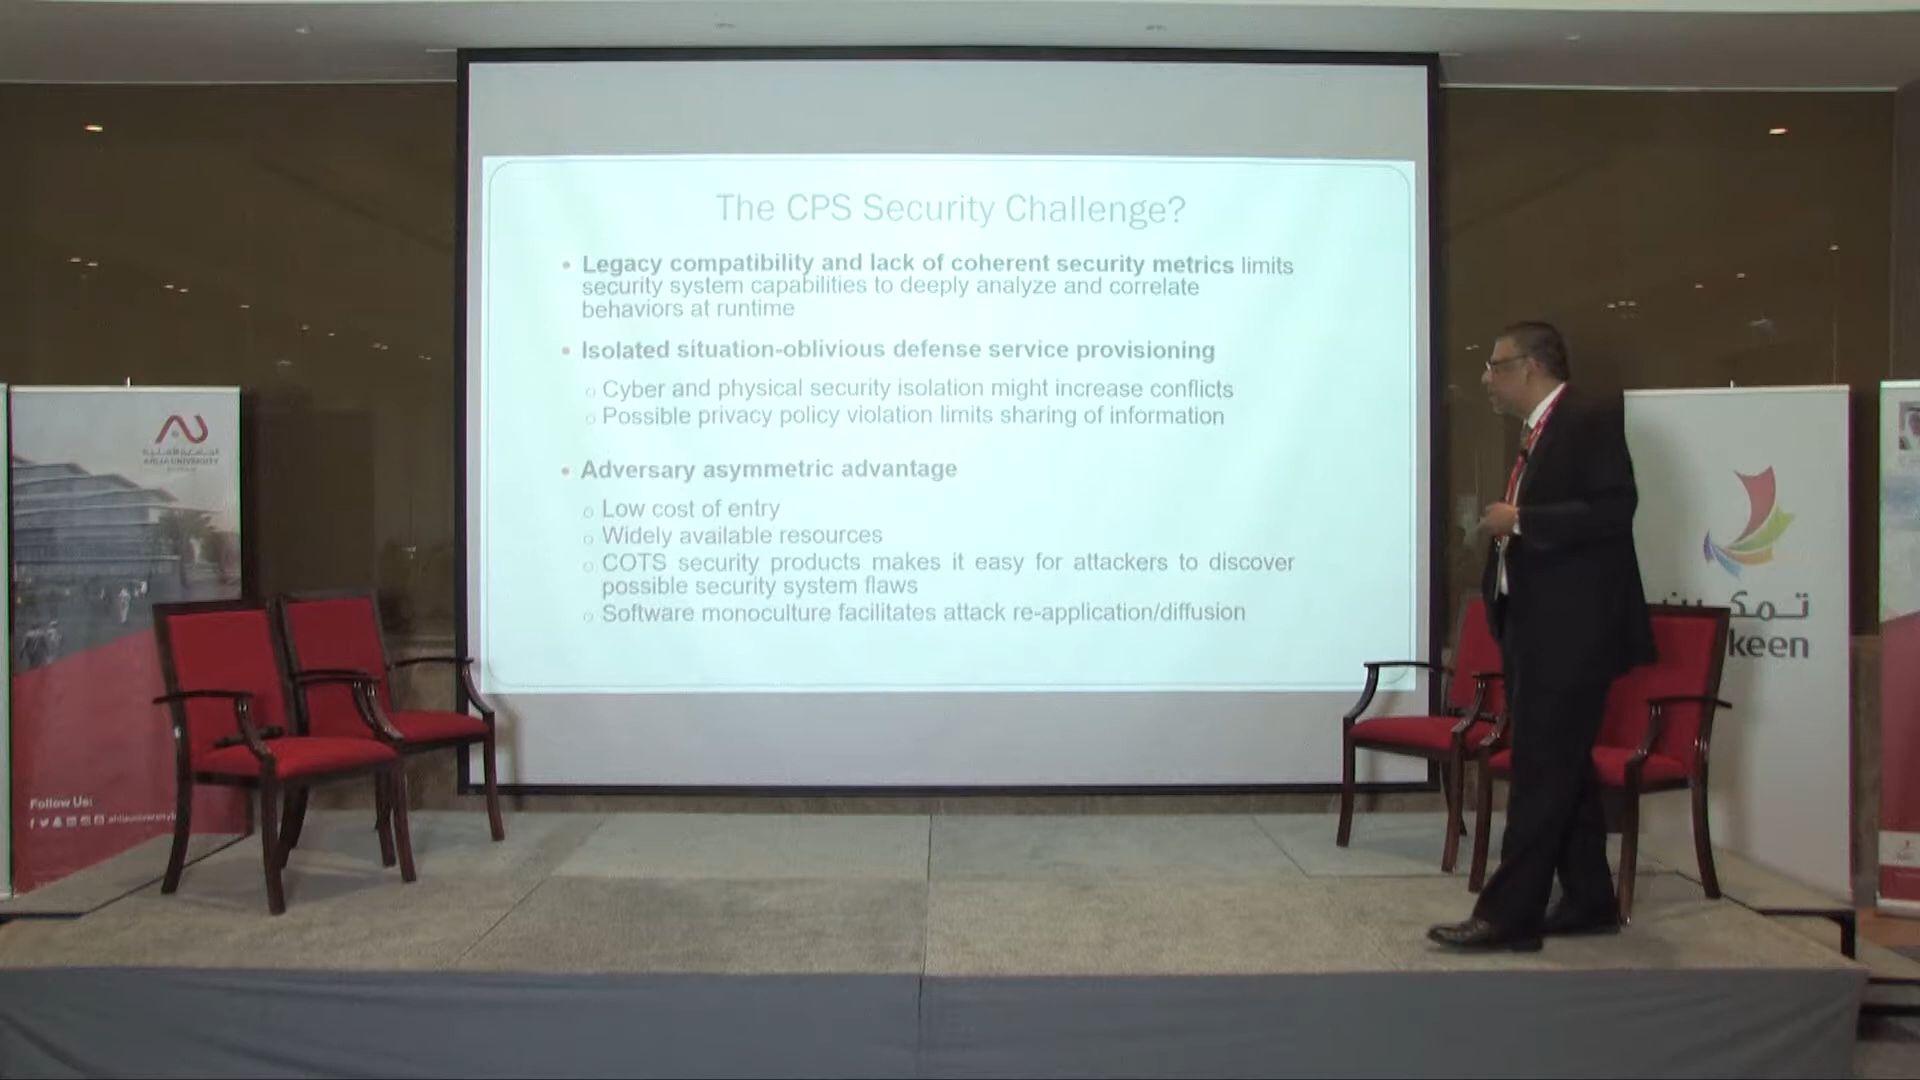 The CPS Security Challenge?
• Legacy compatibility and lack of coherent security metrics limits
security system capabilities to deeply analyze and correlate
behaviors at runtime
• Isolated situation-oblivious defense service provisioning
o Cyber and physical security isolation might increase conflicts
o Possible privacy policy violation limits sharing of information
• Adversary asymmetric advantage
o Low cost of entry
o Widely available resources
o COTS security products makes it easy for attackers to discover
possible security system flaws
o Software monoculture facilitates attack re-application/diffusion
AHLIA UNIVERSITY
Follow Us:
keen